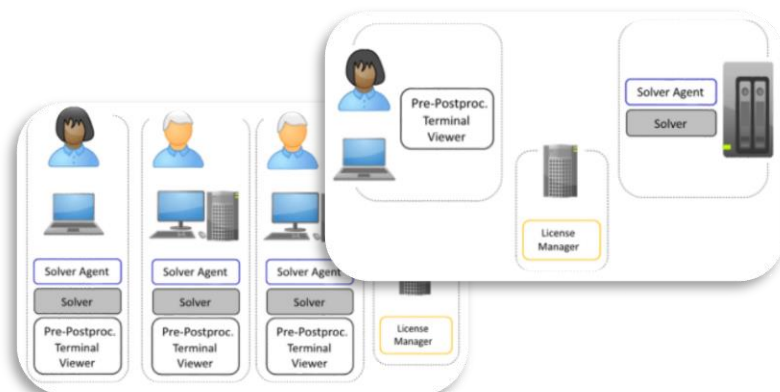 Pre-Postproc.
Terminal
Viewer
Solver Agent
Solver
License
Manager
Solver Agent
Solver
Pre-Postproc.
Terminal
Viewer
Solver Agent
Solver
Pre-Postproc.
Terminal
Viewer
Solver Agent
Solver
Pre-Postproc.
Terminal
Viewer
License
Manager